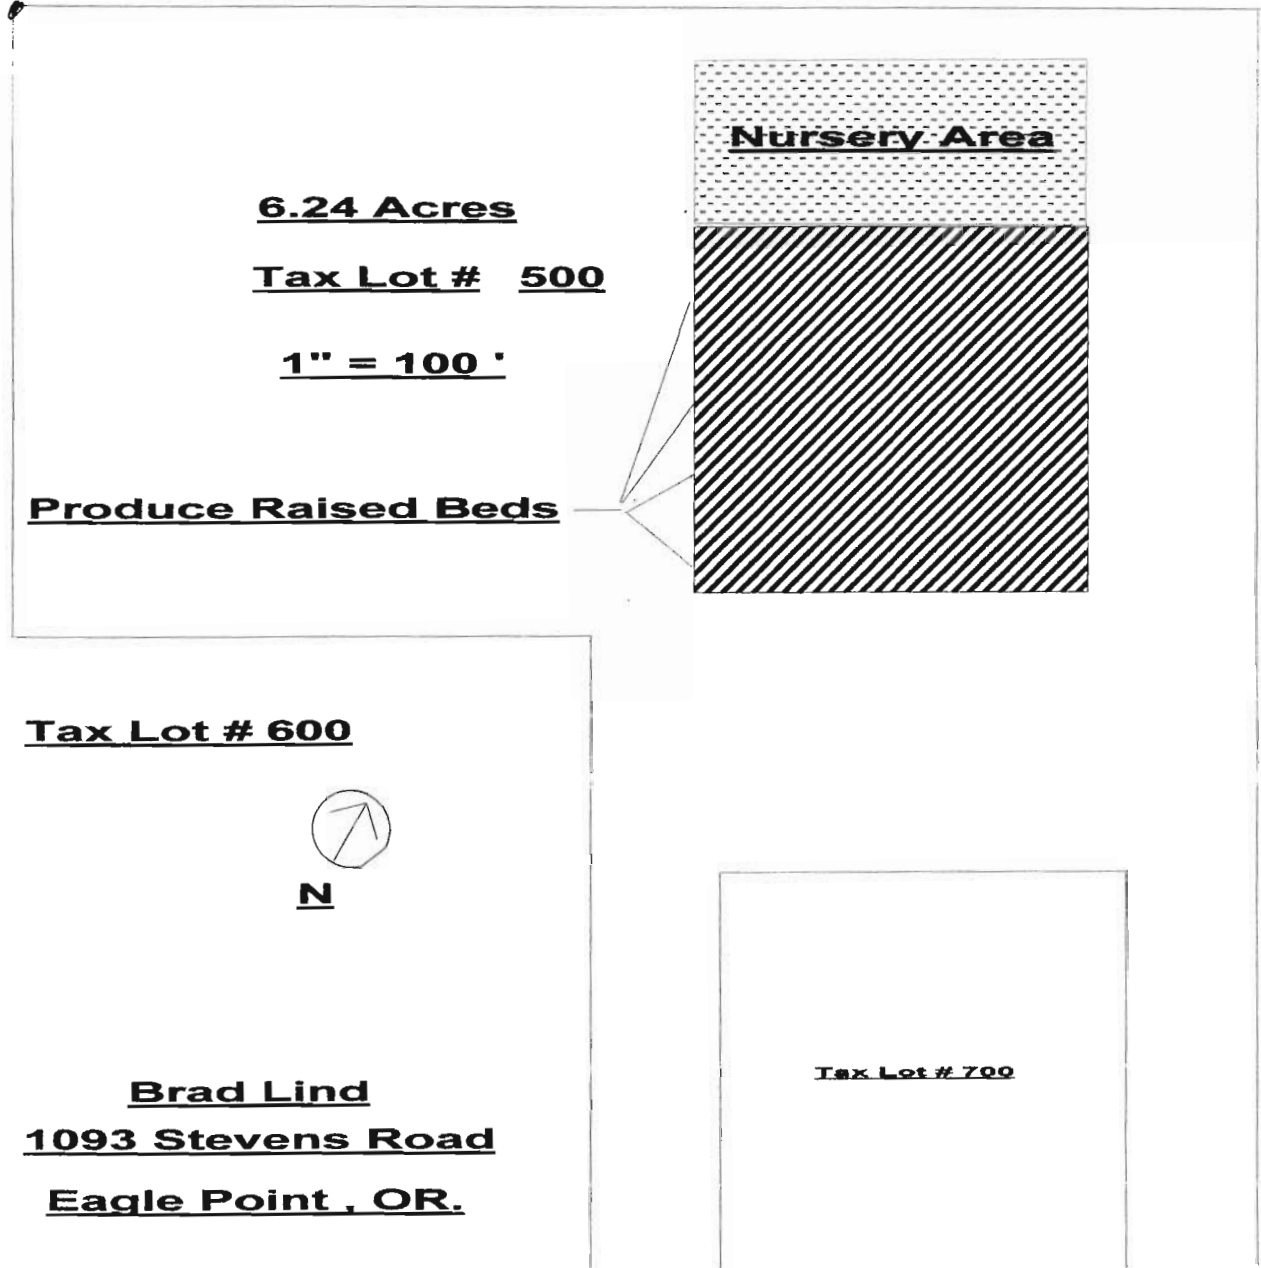 Nursery Area
6.24 Acres
Tax Lot # 500
1" = 100 '
Produce Raised Beds
Tax Lot # 600
N
Tax Lot # 700
Brad Lind
1093 Stevens Road
Eagle Point , OR.